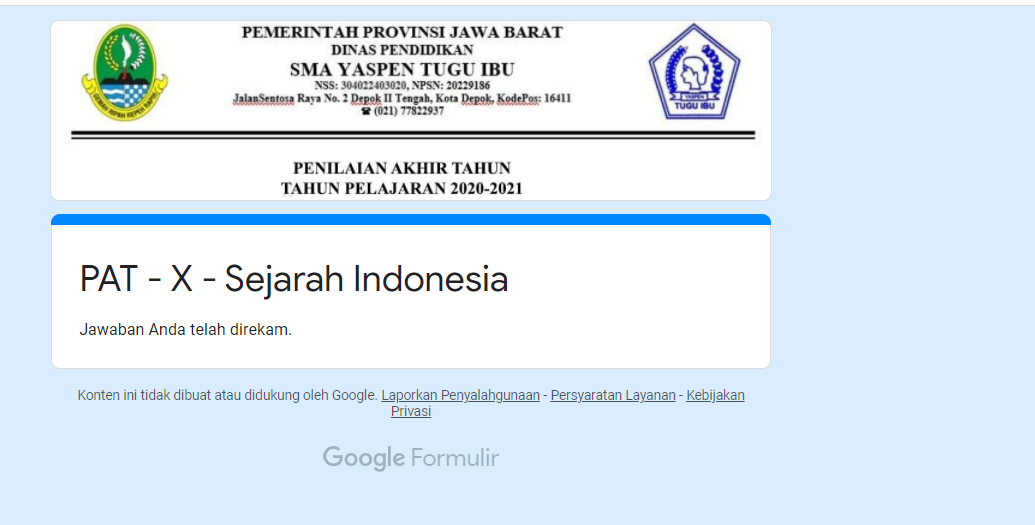 PEMERINTAH PROVINSI JAWA BARAT
DINAS PENDIDIKAN
SMA YASPEN TUGU IBU
NSS: 304022403020, NPSN: 20229186
JalanSentosa Raya No. 2 Depok II Tengah, Kota Depok, KodePos: 16411
☎ (021) 77822937
YASPEN
TUGU IBU
PENILAIAN AKHIR TAHUN
TAHUN PELAJARAN 2020-2021
PAT - X - Sejarah Indonesia
Jawaban Anda telah direkam.
Konten ini tidak dibuat atau didukung oleh Google. Laporkan Penyalahgunaan - Persyaratan Layanan - Kebijakan
Privasi
Google Formulir